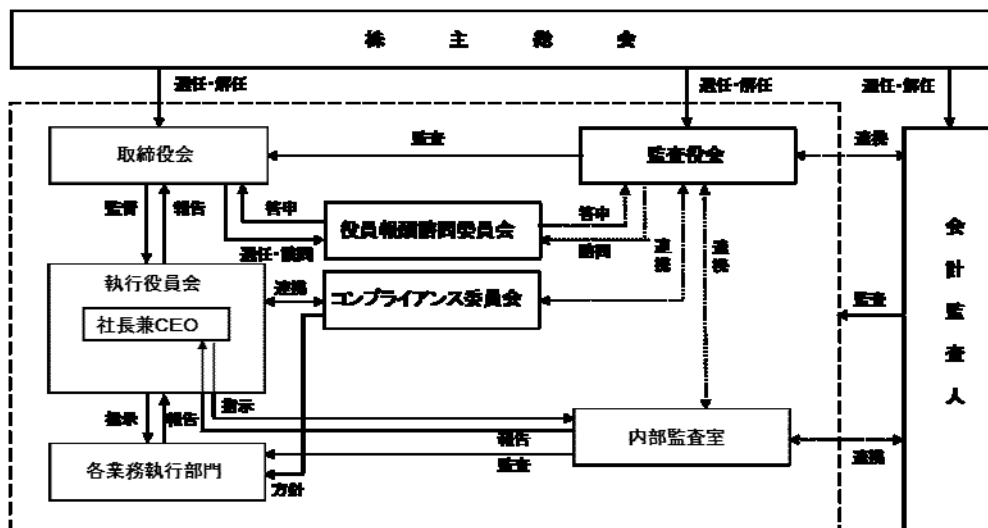 株主総会
選任・解任
選任・解任
選任・解任
取締役会
監査
監査役会
連携
監督
報告
答申
役員報酬諮問委員会
答申
選任・諮問
諮問
連携
連携
会計監査人
執行役員会
連携
コンプライアンス委員会
社長兼CEO
監査
指示
報告
指示
内部監査室
報告
連携
各業務執行部門
監査
方針